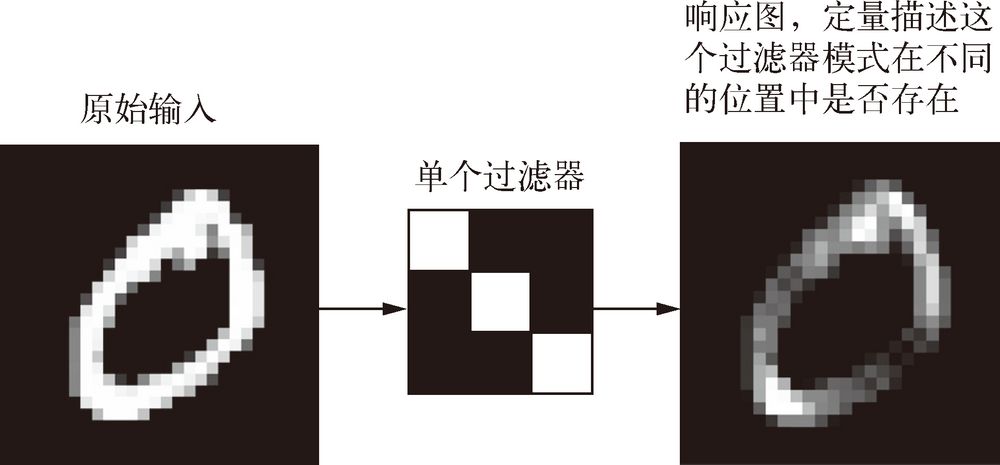 原始输入
单个过滤器
响应图，定量描述这
个过滤器模式在不同
的位置中是否存在